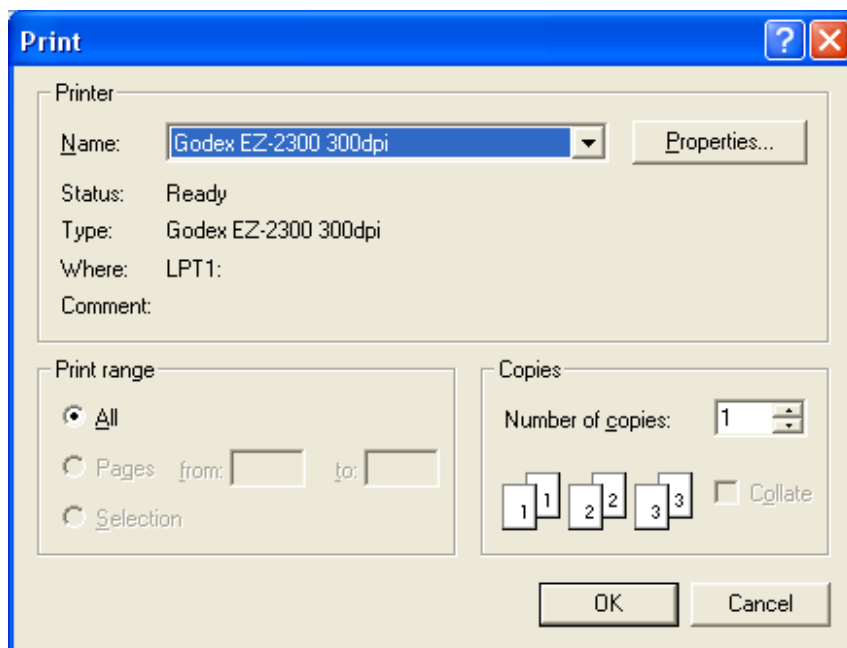 Print
Printer
Name: Godex EZ-2300 300dpi Properties...
Status: Ready
Type: Godex EZ-2300 300dpi
Where: LPT1:
Comment:
Print range
All
Pages from: to:
Selection
Copies
Number of copies: 1
1 1 2 2 3 3 Collate
OK Cancel